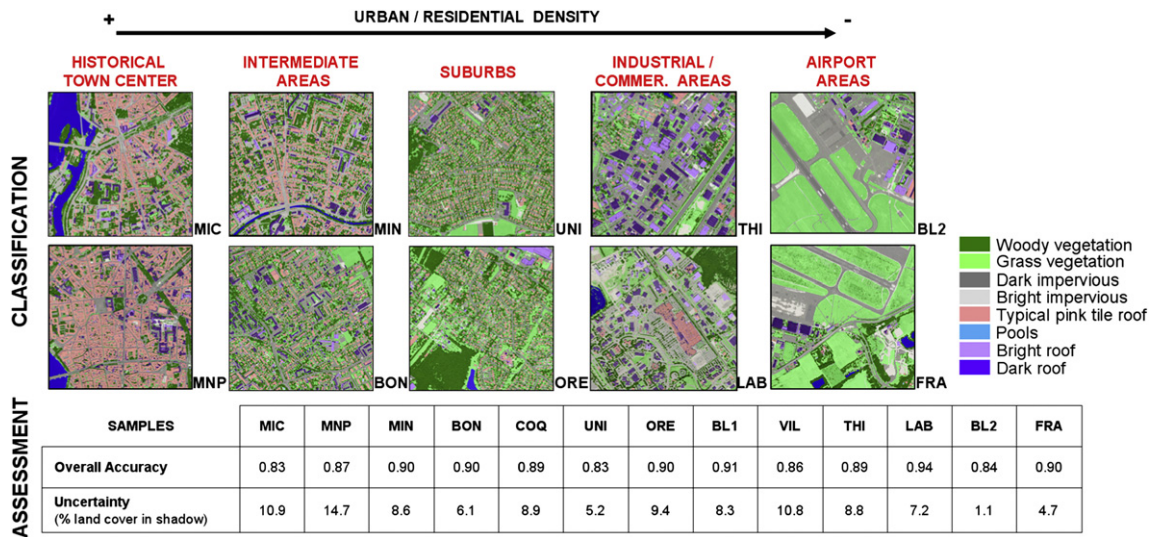 + URBAN / RESIDENTIAL DENSITY -
HISTORICAL TOWN CENTER
INTERMEDIATE AREAS
SUBURBS
INDUSTRIAL / COMMER. AREAS
AIRPORT AREAS
CLASSIFICATION
MIC
MIN
UNI
THI
BL2
MNP
BON
ORE
LAB
FRA
Woody vegetation
Grass vegetation
Dark impervious
Bright impervious
Typical pink tile roof
Pools
Bright roof
Dark roof
ASSESSMENT
SAMPLES MIC MNP MIN BON COQ UNI ORE BL1 VIL THI LAB BL2 FRA
Overall Accuracy 0.83 0.87 0.90 0.90 0.89 0.83 0.90 0.91 0.86 0.89 0.94 0.84 0.90
Uncertainty
(% land cover in shadow) 10.9 14.7 8.6 6.1 8.9 5.2 9.4 8.3 10.8 8.8 7.2 1.1 4.7